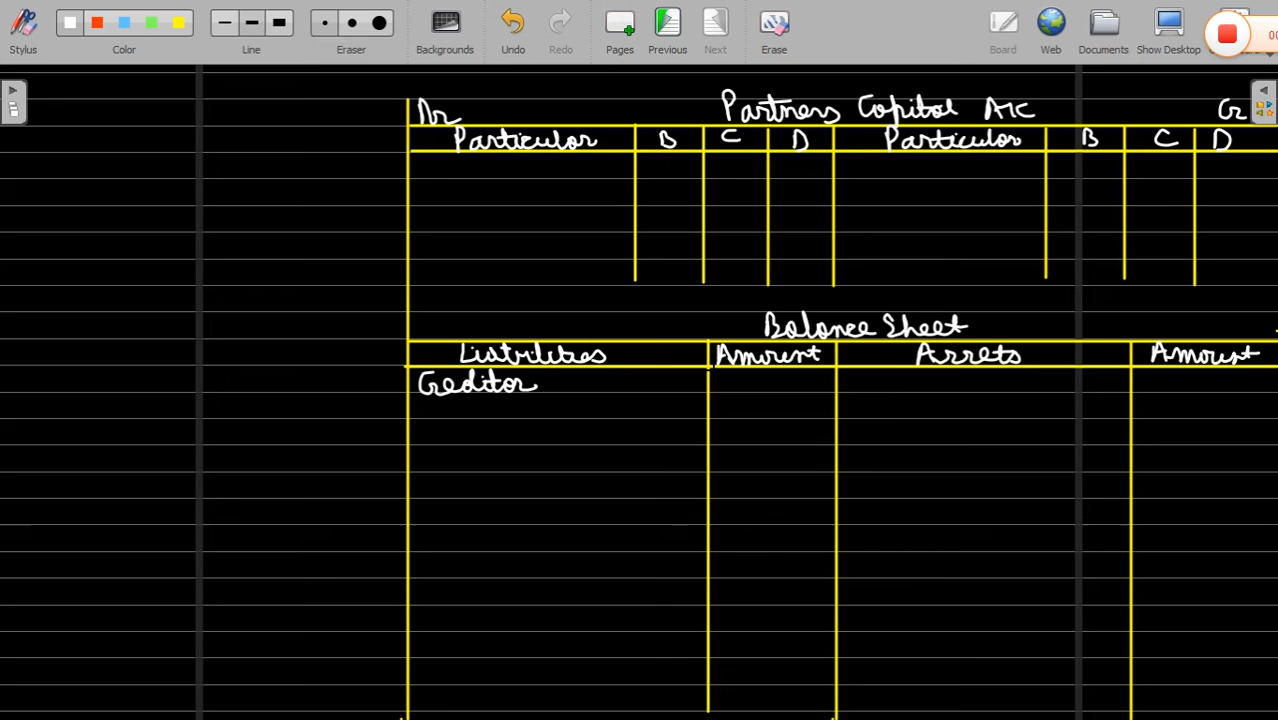 Stylus Color Line Eraser Backgrounds Undo Redo Pages Previous Next Erase Board Web Documents Show Desktop
00
Dr Partners Capital A/C Cr
Particular B C D Particular B C D
Balance Sheet
Liabilities Amount Assets Amount
Creditor